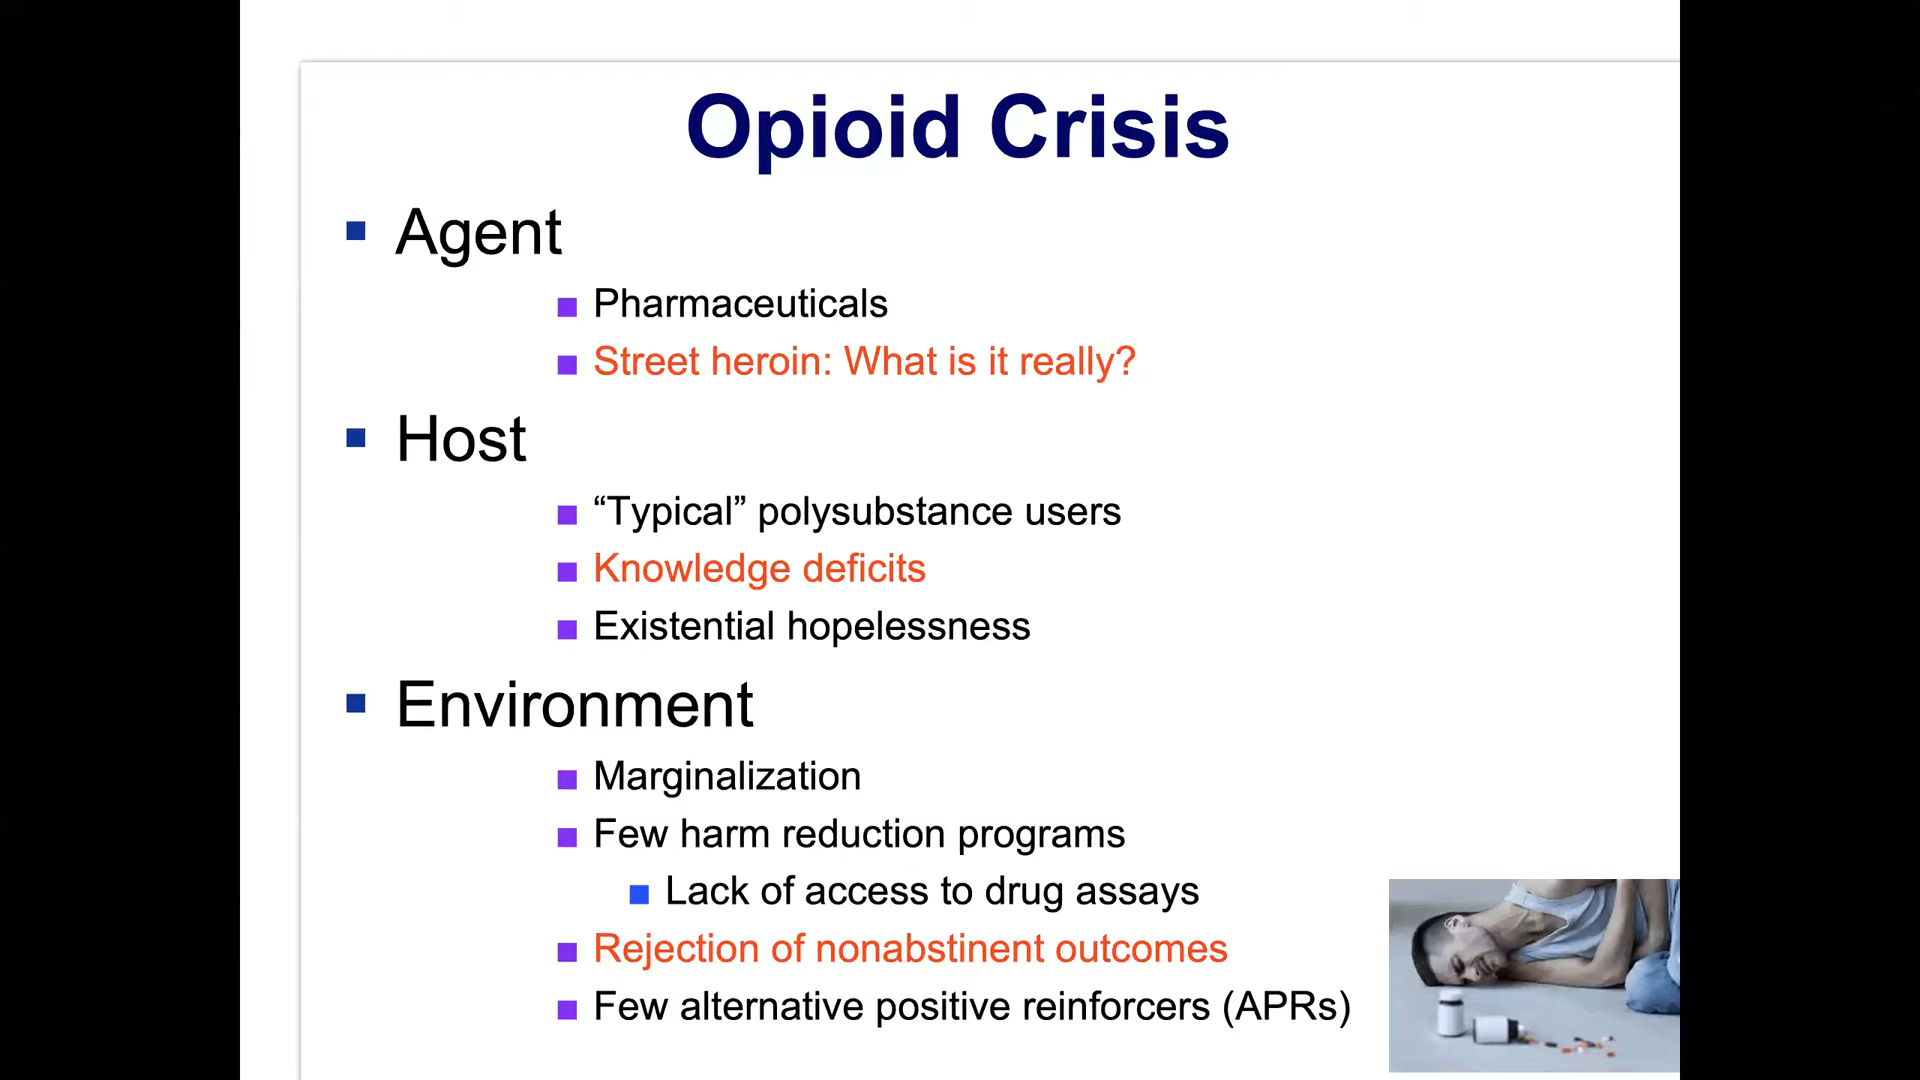 Opioid Crisis
Agent
Pharmaceuticals
Street heroin: What is it really?
Host
“Typical” polysubstance users
Knowledge deficits
Existential hopelessness
Environment
Marginalization
Few harm reduction programs
Lack of access to drug assays
Rejection of nonabstinent outcomes
Few alternative positive reinforcers (APRs)